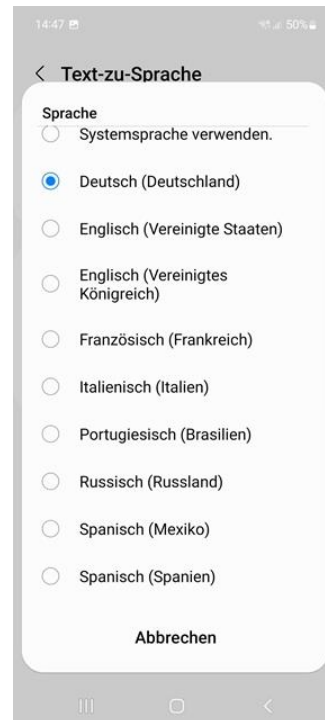 14:47
50%
Text-zu-Sprache
Sprache
Systemsprache verwenden.
Deutsch (Deutschland)
Englisch (Vereinigte Staaten)
Englisch (Vereinigtes
Königreich)
Französisch (Frankreich)
Italienisch (Italien)
Portugiesisch (Brasilien)
Russisch (Russland)
Spanisch (Mexiko)
Spanisch (Spanien)
Abbrechen